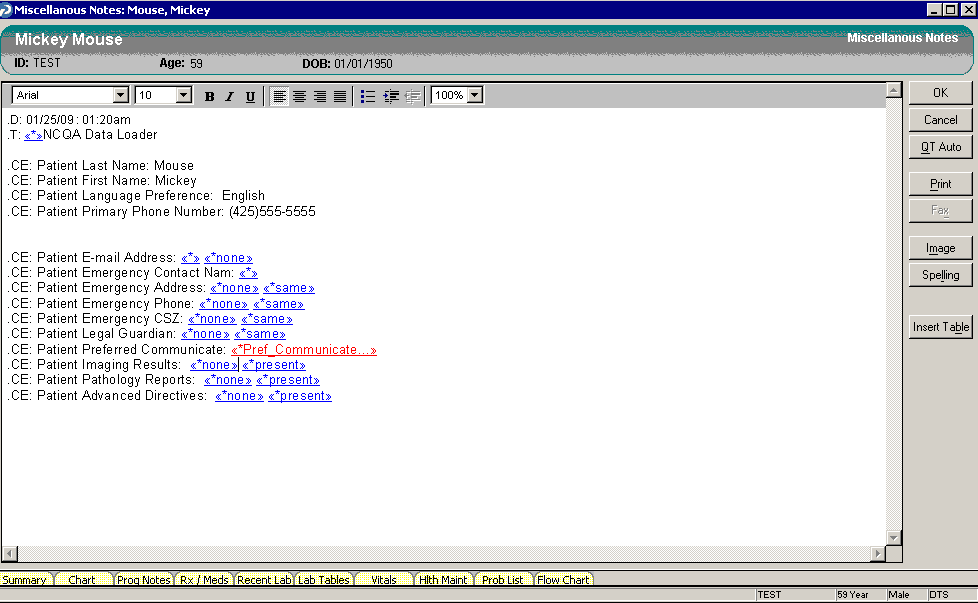 Miscellanous Notes: Mouse, Mickey
Mickey Mouse
Miscellanous Notes
ID: TEST Age: 59 DOB: 01/01/1950
Arial 10 B I U 100%
.D: 01/25/09 : 01:20am
.T: «*»NCQA Data Loader
.CE: Patient Last Name: Mouse
.CE: Patient First Name: Mickey
.CE: Patient Language Preference: English
.CE: Patient Primary Phone Number: (425)555-5555
.CE: Patient E-mail Address: «*» «*none»
.CE: Patient Emergency Contact Nam: «*»
.CE: Patient Emergency Address: «*none» «*same»
.CE: Patient Emergency Phone: «*none» «*same»
.CE: Patient Emergency CSZ: «*none» «*same»
.CE: Patient Legal Guardian: «*none» «*same»
.CE: Patient Preferred Communicate: «*Pref_Communicate...»
.CE: Patient Imaging Results: «*none» «*present»
.CE: Patient Pathology Reports: «*none» «*present»
.CE: Patient Advanced Directives: «*none» «*present»
OK
Cancel
QT Auto
Print
Fax
Image
Spelling
Insert Table
Summary Chart Prog Notes Rx / Meds Recent Lab Lab Tables Vitals Hlth Maint Prob List Flow Chart
TEST 59 Year Male DTS